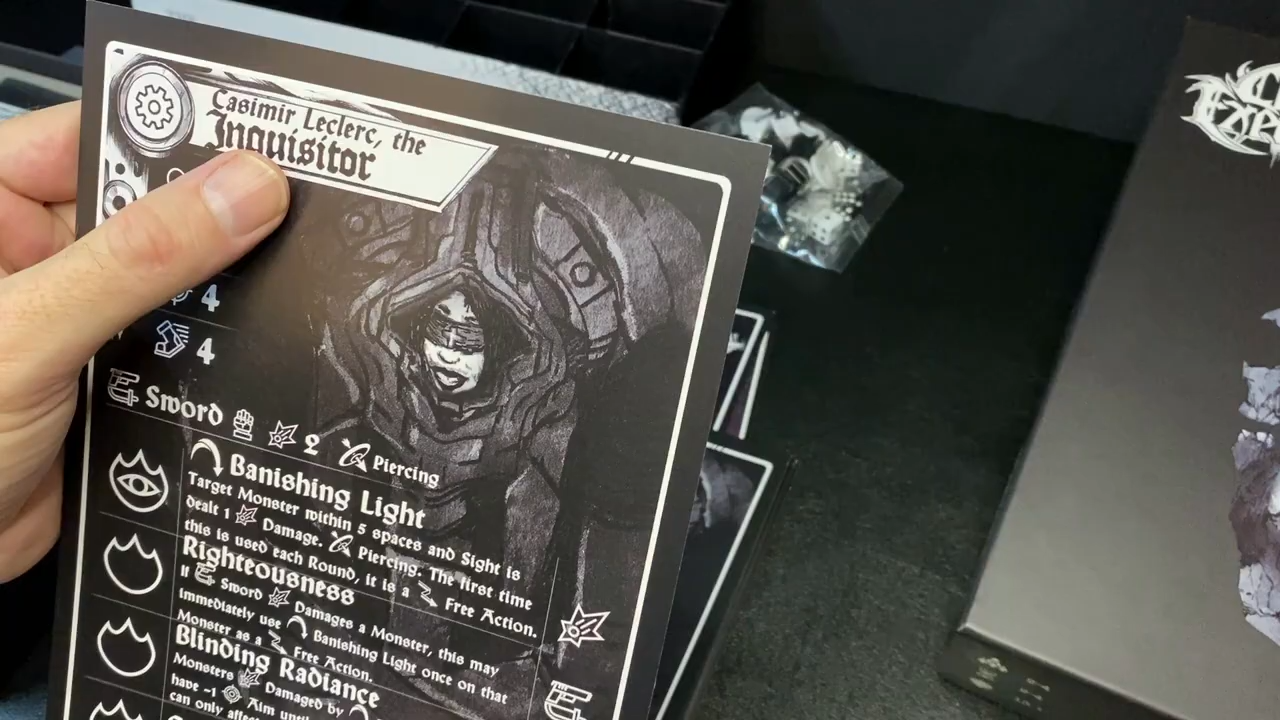 Casimir Leclerc, the
Inquisitor
4
4
Sword 2 Piercing
Banishing Light
Target Monster within 5 spaces and Sight is
dealt 1 Damage. Piercing. The first time
this is used each Round, it is a Free Action.
Righteousness
If Sword Damages a Monster, this may
immediately use Banishing Light once on that
Monster as a Free Action.
Blinding Radiance
Monsters Damaged by
have -1 Aim until
can only affec